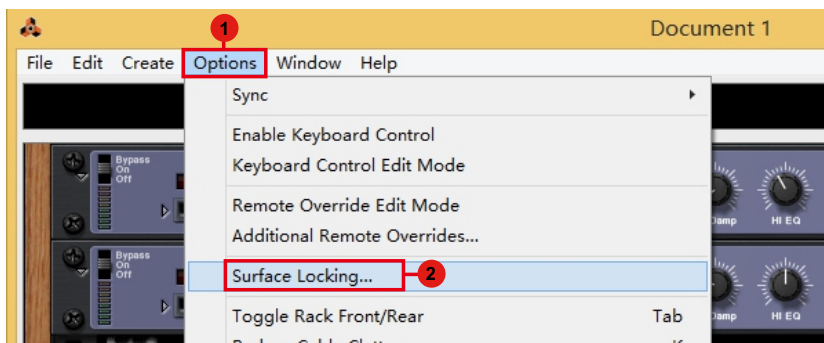 Document 1
1
File Edit Create Options Window Help
Sync
Enable Keyboard Control
Keyboard Control Edit Mode
Remote Override Edit Mode
Additional Remote Overrides...
Surface Locking... 2
Toggle Rack Front/Rear Tab
Bypass
On
Off
Damp HI EQ
Bypass
On
Off
Damp HI EQ